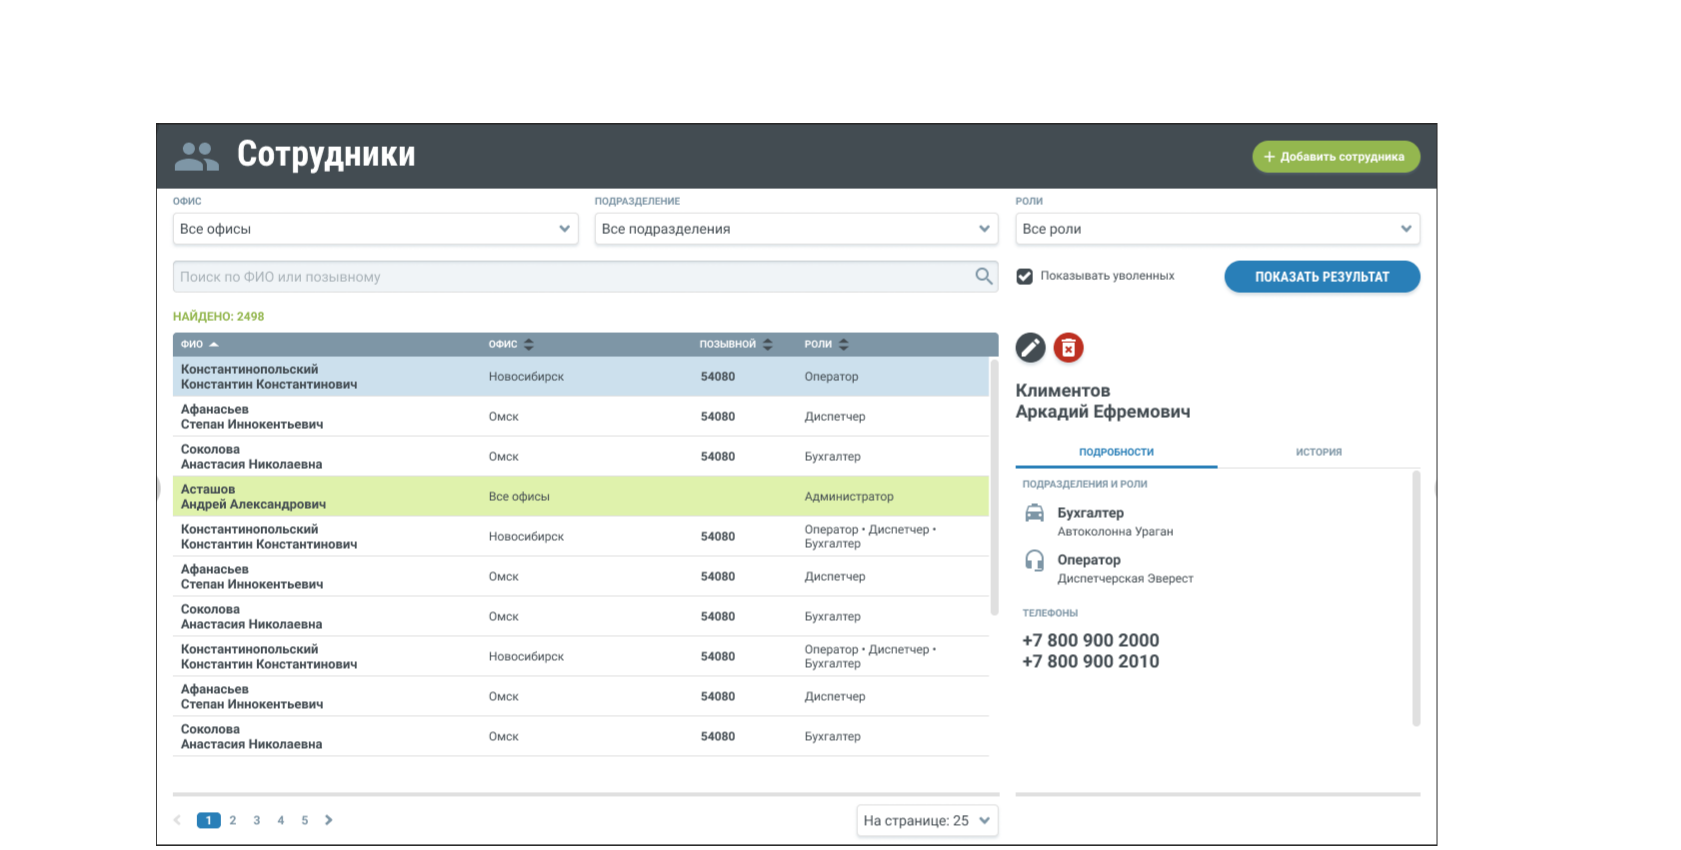 Сотрудники
+ Добавить сотрудника
ОФИС
ПОДРАЗДЕЛЕНИЕ
РОЛИ
Все офисы
Все подразделения
Все роли
Поиск по ФИО или позывному
Показывать уволенных
ПОКАЗАТЬ РЕЗУЛЬТАТ
НАЙДЕНО: 2498
ФИО ОФИС ПОЗЫВНОЙ РОЛИ
Константинопольский
Константин Константинович
Новосибирск 54080 Оператор
Афанасьев
Степан Иннокентьевич
Омск 54080 Диспетчер
Соколова
Анастасия Николаевна
Омск 54080 Бухгалтер
Асташов
Андрей Александрович
Все офисы Администратор
Константинопольский
Константин Константинович
Новосибирск 54080 Оператор • Диспетчер •
Бухгалтер
Афанасьев
Степан Иннокентьевич
Омск 54080 Диспетчер
Соколова
Анастасия Николаевна
Омск 54080 Бухгалтер
Константинопольский
Константин Константинович
Новосибирск 54080 Оператор • Диспетчер •
Бухгалтер
Афанасьев
Степан Иннокентьевич
Омск 54080 Диспетчер
Соколова
Анастасия Николаевна
Омск 54080 Бухгалтер
1 2 3 4 5
На странице: 25
Климентов
Аркадий Ефремович
ПОДРОБНОСТИ
ИСТОРИЯ
ПОДРАЗДЕЛЕНИЯ И РОЛИ
Бухгалтер
Автоколонна Ураган
Оператор
Диспетчерская Эверест
ТЕЛЕФОНЫ
+7 800 900 2000
+7 800 900 2010